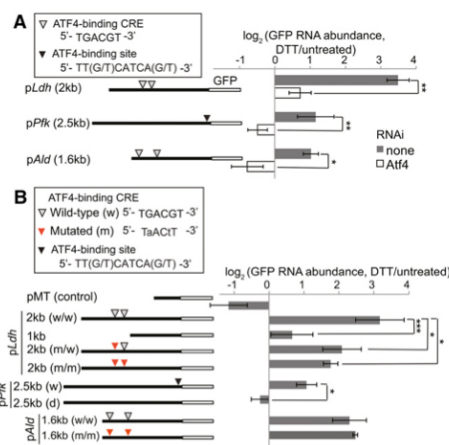 A
ATF4-binding CRE
5'- TGACGT -3'
ATF4-binding site
5'- TT(G/T)CATCA(G/T) -3'
log2 (GFP RNA abundance,
DTT/untreated)
-1 0 1 2 3 4
GFP
pLdh (2kb)
**
pPfk (2.5kb)
**
pAld (1.6kb)
*
RNAi
none
Atf4
B
ATF4-binding CRE
Wild-type (w) 5'- TGACGT -3'
Mutated (m) 5'- TaACtT -3'
ATF4-binding site
5'- TT(G/T)CATCA(G/T) -3'
log2 (GFP RNA abundance, DTT/untreated)
-1 0 1 2 3 4
pMT (control)
pLdh
2kb (w/w)
1kb
2kb (m/w)
2kb (m/m)
***
*
*
pPfk
2.5kb (w)
2.5kb (d)
*
pAld
1.6kb (w/w)
1.6kb (m/m)